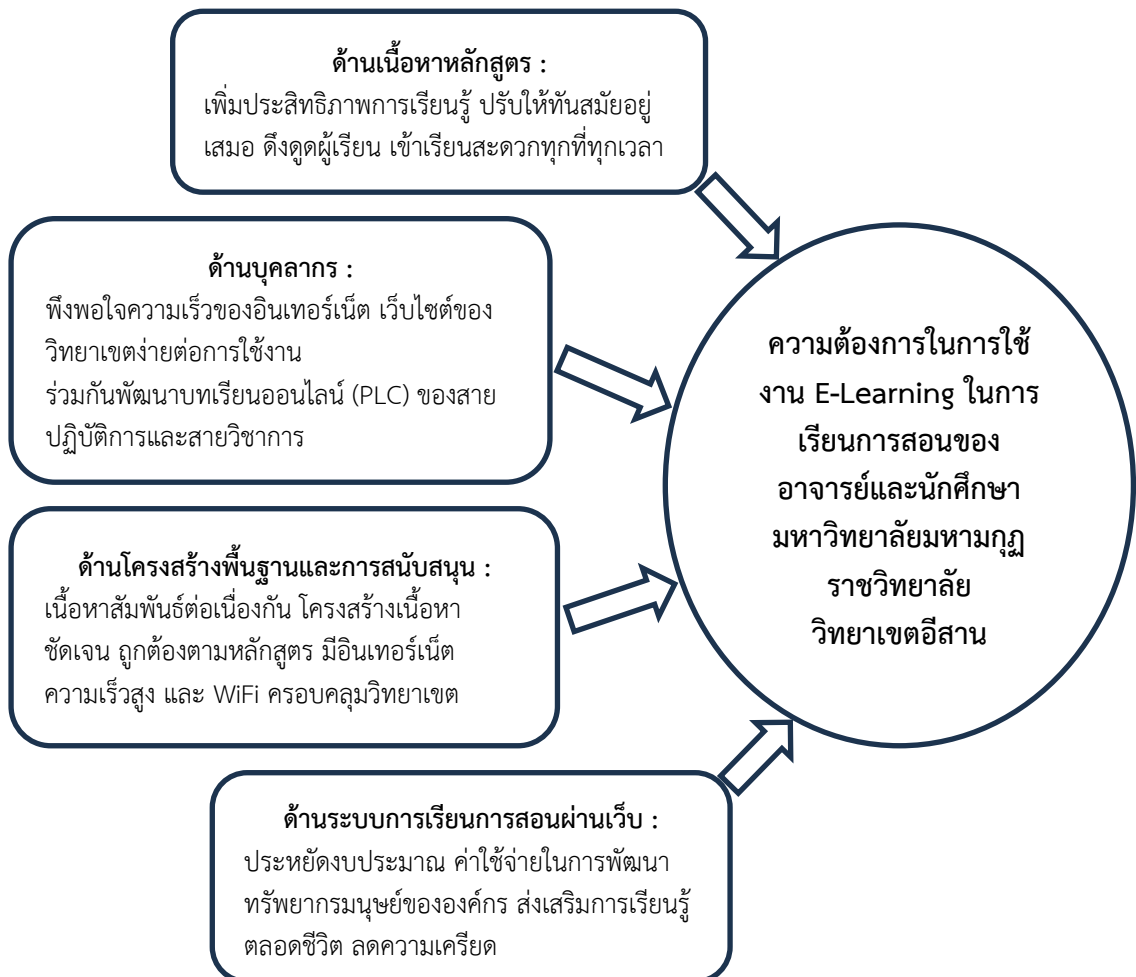 ด้านเนื้อหาหลักสูตร :
เพิ่มประสิทธิภาพการเรียนรู้ ปรับให้ทันสมัยอยู่
เสมอ ดึงดูดผู้เรียน เข้าเรียนสะดวกทุกที่ทุกเวลา
ด้านบุคลากร :
พึงพอใจความเร็วของอินเทอร์เน็ต เว็บไซต์ของ
วิทยาเขตง่ายต่อการใช้งาน
ร่วมกันพัฒนาบทเรียนออนไลน์ (PLC) ของสาย
ปฏิบัติการและสายวิชาการ
ด้านโครงสร้างพื้นฐานและการสนับสนุน :
เนื้อหาสัมพันธ์ต่อเนื่องกัน โครงสร้างเนื้อหา
ชัดเจน ถูกต้องตามหลักสูตร มีอินเทอร์เน็ต
ความเร็วสูง และ WiFi ครอบคลุมวิทยาเขต
ด้านระบบการเรียนการสอนผ่านเว็บ :
ประหยัดงบประมาณ ค่าใช้จ่ายในการพัฒนา
ทรัพยากรมนุษย์ขององค์กร ส่งเสริมการเรียนรู้
ตลอดชีวิต ลดความเครียด
ความต้องการในการใช้
งาน E-Learning ในการ
เรียนการสอนของ
อาจารย์และนักศึกษา
มหาวิทยาลัยมหามกุฏ
ราชวิทยาลัย
วิทยาเขตอีสาน